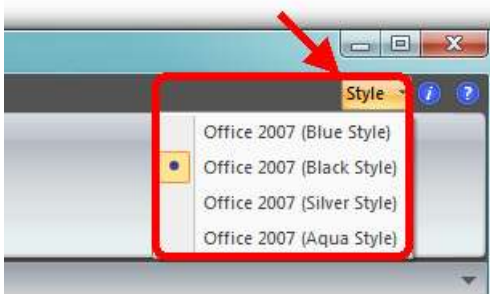 Style
Office 2007 (Blue Style)
Office 2007 (Black Style)
Office 2007 (Silver Style)
Office 2007 (Aqua Style)